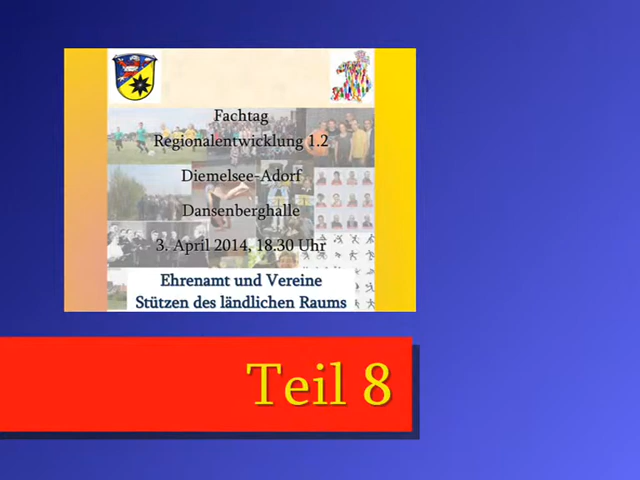 Fachtag
Regionalentwicklung 1.2
Diemelsee-Adorf
Dansenberghalle
3. April 2014, 18.30 Uhr
Ehrenamt und Vereine
Stützen des ländlichen Raums
Teil 8